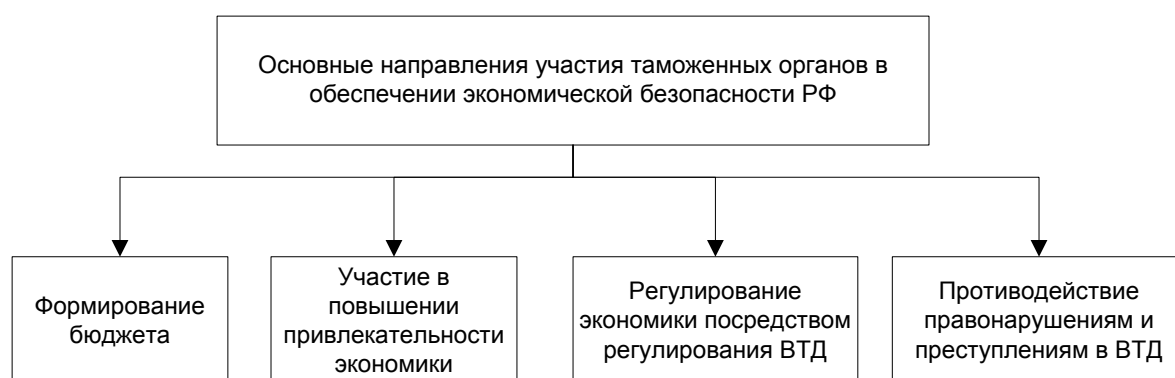 Основные направления участия таможенных органов в
обеспечении экономической безопасности РФ
Формирование
бюджета
Участие в
повышении
привлекательности
экономики
Регулирование
экономики посредством
регулирования ВТД
Противодействие
правонарушениям и
преступлениям в ВТД